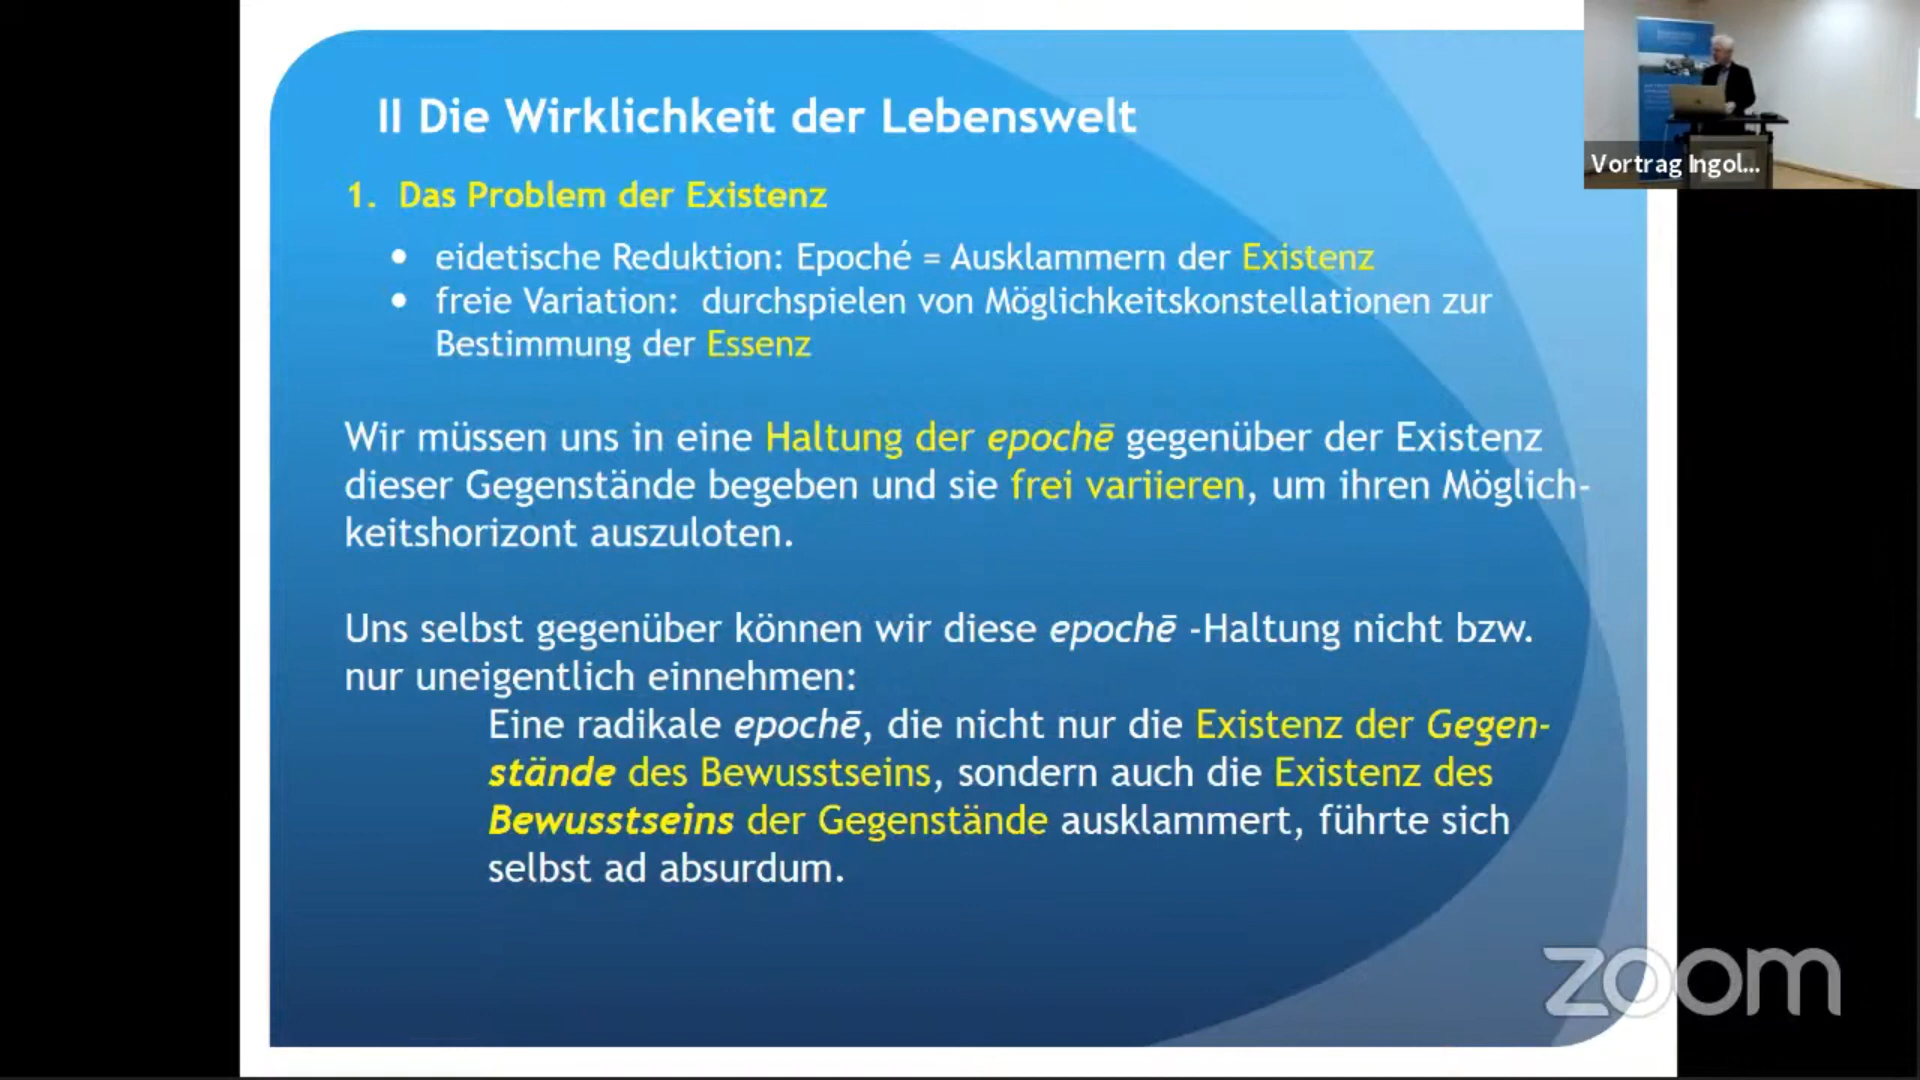 II Die Wirklichkeit der Lebenswelt
1. Das Problem der Existenz
• eidetische Reduktion: Epoché = Ausklammern der Existenz
• freie Variation: durchspielen von Möglichkeitskonstellationen zur
Bestimmung der Essenz
Wir müssen uns in eine Haltung der epochē gegenüber der Existenz
dieser Gegenstände begeben und sie frei variieren, um ihren Möglich-
keitshorizont auszuloten.
Uns selbst gegenüber können wir diese epochē -Haltung nicht bzw.
nur uneigentlich einnehmen:
Eine radikale epochē, die nicht nur die Existenz der Gegen-
stände des Bewusstseins, sondern auch die Existenz des
Bewusstseins der Gegenstände ausklammert, führte sich
selbst ad absurdum.
Vortrag Ingol...
zoom